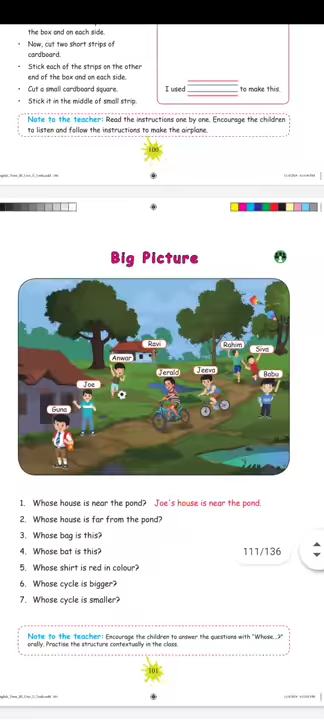 the box and on each side.
• Now, cut two short strips of
cardboard.
• Stick each of the strips on the other
end of the box and on each side.
• Cut a small cardboard square.
• Stick it in the middle of small strip.
I used to make this.
Note to the teacher: Read the instructions one by one. Encourage the children
to listen and follow the instructions to make the airplane.
100
Big Picture
Ravi
Anwar
Rahim
Siva
Jerald
Jeeva
Babu
Joe
Guna
1. Whose house is near the pond? Joe's house is near the pond.
2. Whose house is far from the pond?
3. Whose bag is this?
4. Whose bat is this?
5. Whose shirt is red in colour?
6. Whose cycle is bigger?
7. Whose cycle is smaller?
111/136
Note to the teacher: Encourage the children to answer the questions with "Whose...?"
orally. Practise the structure contextually in the class.
101